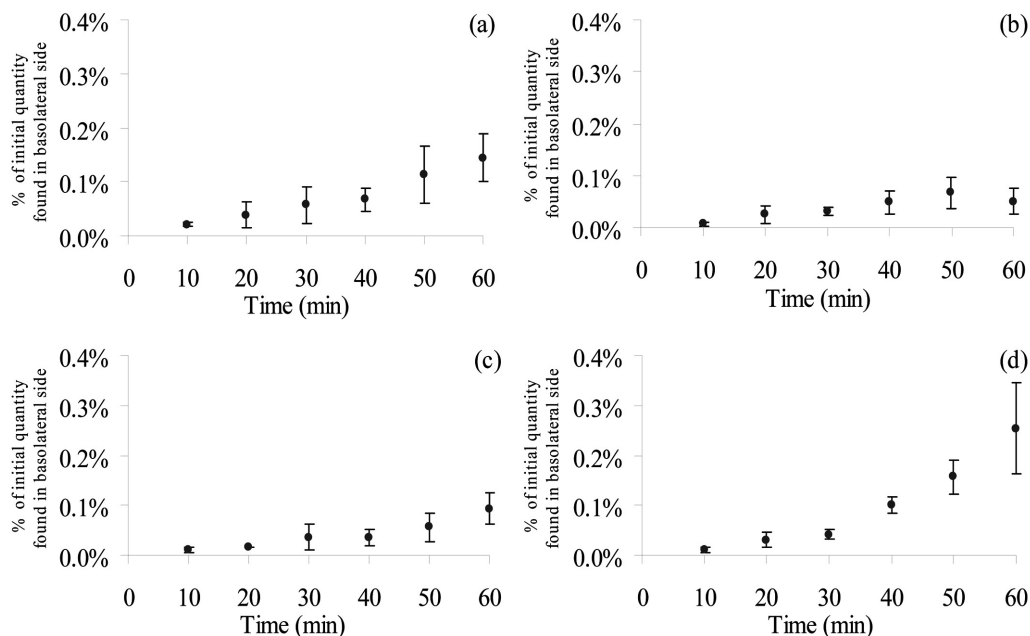 (a)
% of initial quantity
found in basolateral side
0.4%
0.3%
0.2%
0.1%
0.0%
0 10 20 30 40 50 60
Time (min)
(b)
% of initial quantity
found in basolateral side
0.4%
0.3%
0.2%
0.1%
0.0%
0 10 20 30 40 50 60
Time (min)
(c)
% of initial quantity
found in basolateral side
0.4%
0.3%
0.2%
0.1%
0.0%
0 10 20 30 40 50 60
Time (min)
(d)
% of initial quantity
found in basolateral side
0.4%
0.3%
0.2%
0.1%
0.0%
0 10 20 30 40 50 60
Time (min)